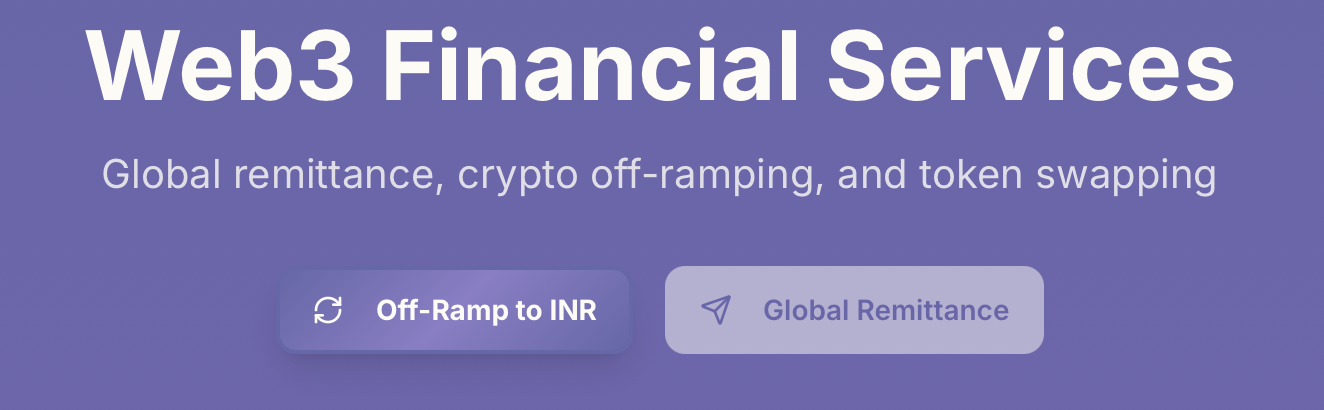 Web3 Financial Services
Global remittance, crypto off-ramping, and token swapping
Off-Ramp to INR
Global Remittance